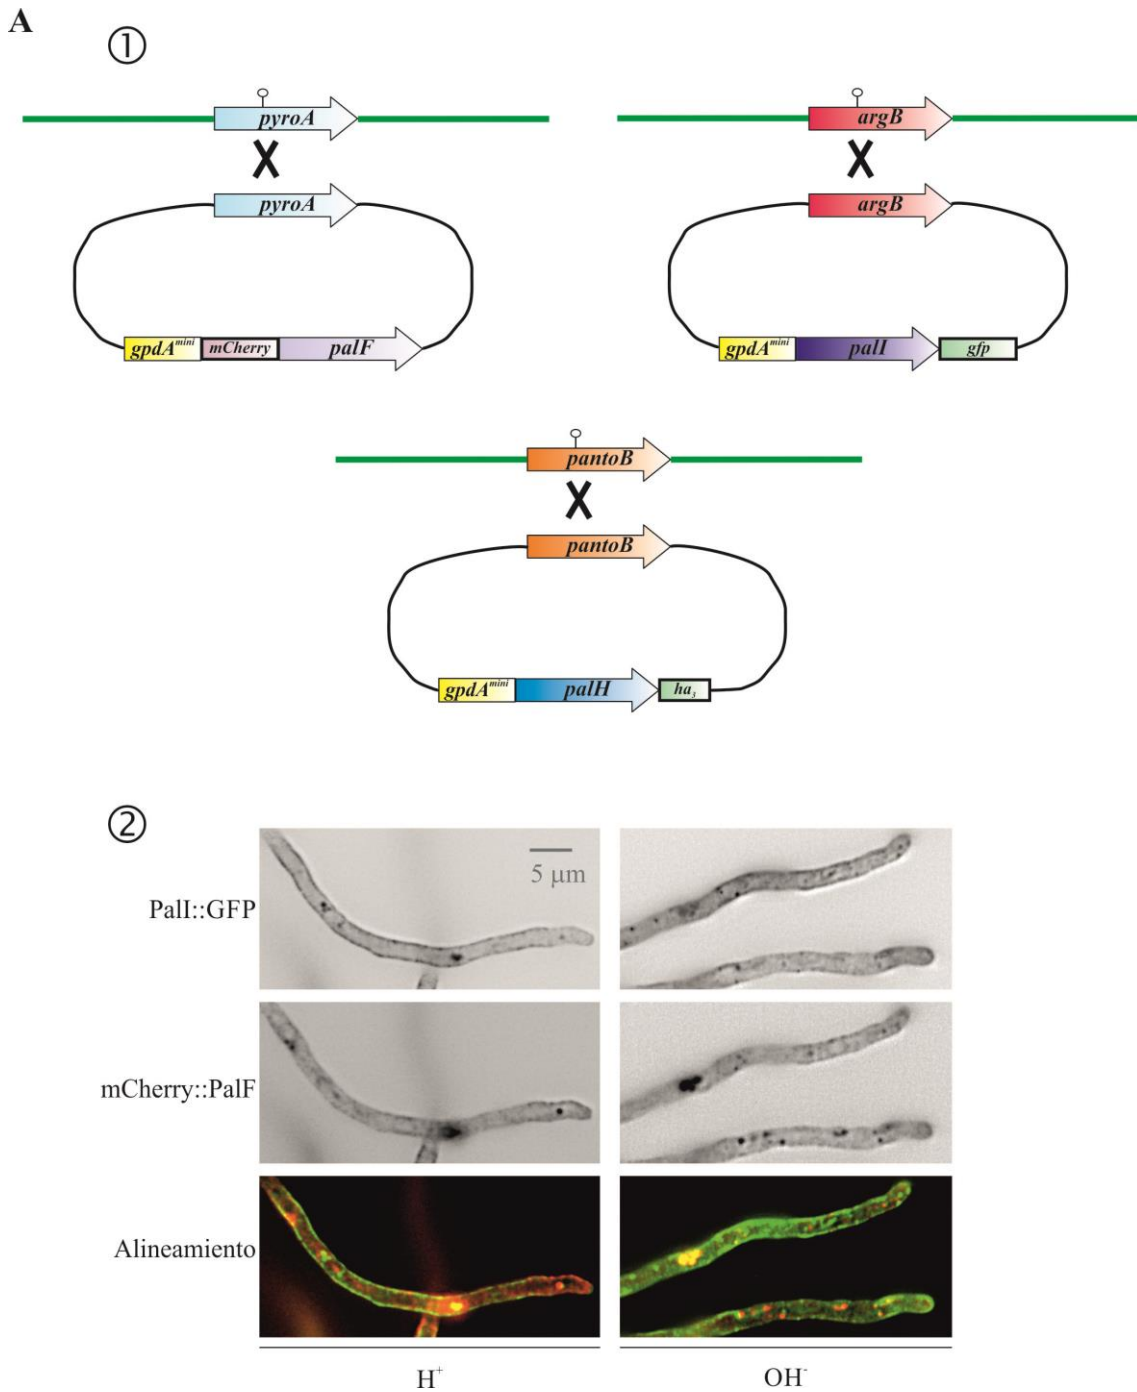 A
①
pyroA
argB
pyroA
argB
gpdA^mini mCherry palF
gpdA^mini palI gfp
pantoB
pantoB
gpdA^mini palH ha₃
②
5 μm
PalI::GFP
mCherry::PalF
Alineamiento
H⁺
OH⁻